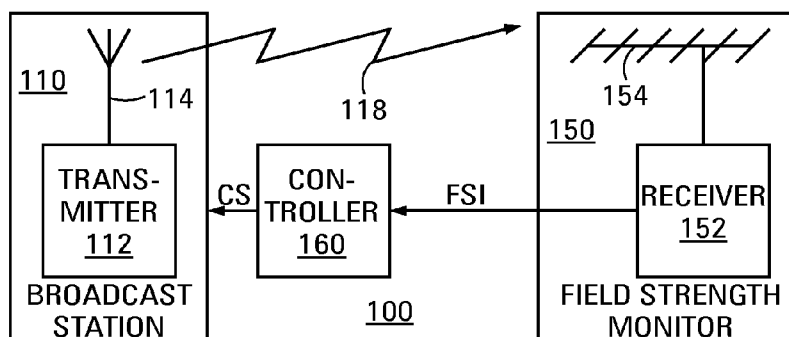 110
114
118
154
150
TRANS-
MITTER
112
CS
CON-
TROLLER
160
FSI
RECEIVER
152
BROADCAST
STATION
100
FIELD STRENGTH
MONITOR